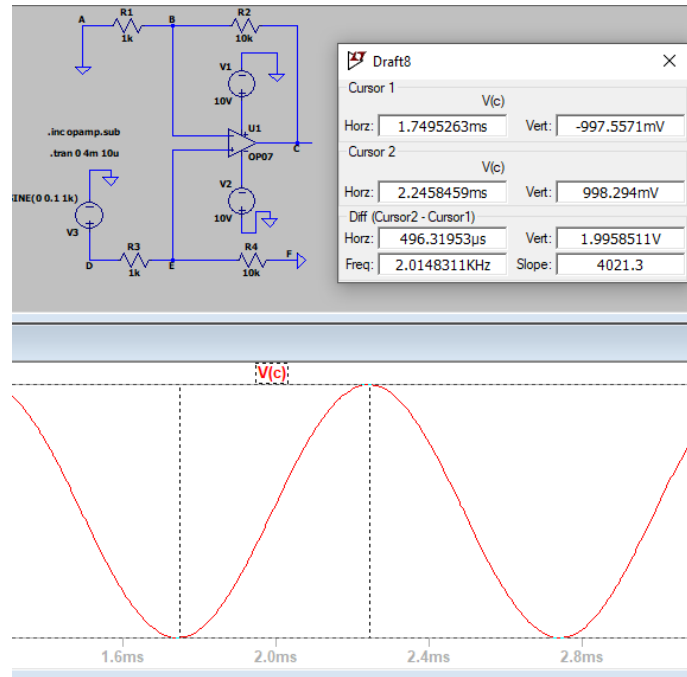 A
R1
1k
B
R2
10k
V1
10V
U1
OP07
C
.inc opamp.sub
.tran 0 4m 10u
V2
10V
SINE(0 0.1 1k)
V3
D
R3
1k
E
R4
10k
F
Draft8
Cursor 1
V(c)
Horz: 1.7495263ms Vert: -997.5571mV
Cursor 2
V(c)
Horz: 2.2458459ms Vert: 998.294mV
Diff (Cursor2 - Cursor1)
Horz: 496.31953µs Vert: 1.9958511V
Freq: 2.0148311KHz Slope: 4021.3
V(c)
1.6ms 2.0ms 2.4ms 2.8ms